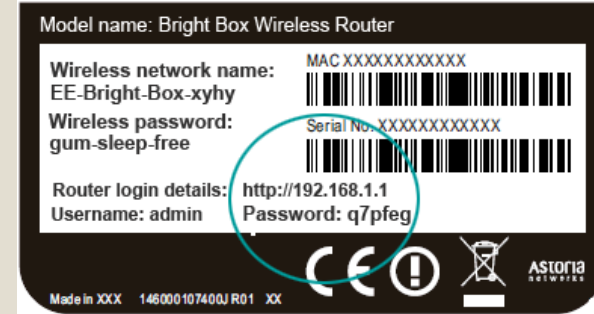 Model name: Bright Box Wireless Router
Wireless network name:
EE-Bright-Box-xyhy
Wireless password:
gum-sleep-free
MAC XXXXXXXXXXXX
Serial No. XXXXXXXXXXXX
Router login details: http://192.168.1.1
Username: admin Password: q7pfeg
CE
ASTORIA
networks
Made in XXX 146000107400J R01 XX